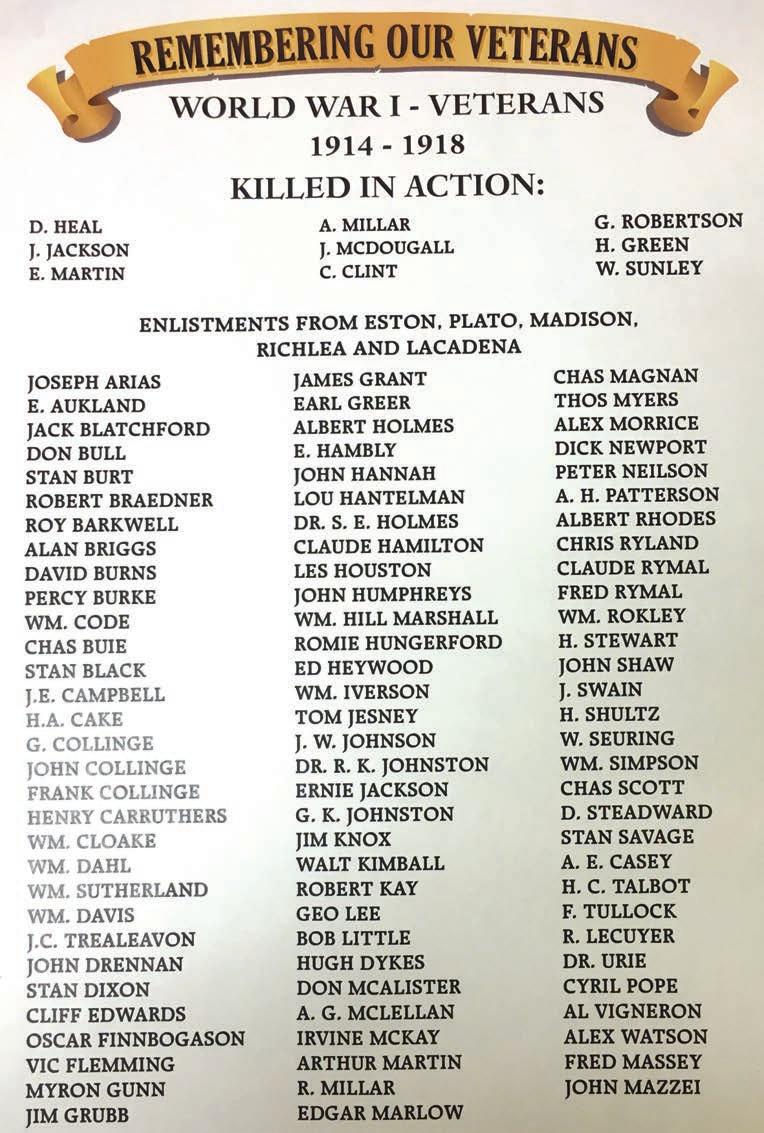 REMEMBERING OUR VETERANS
WORLD WAR I - VETERANS
1914 - 1918
KILLED IN ACTION:
D. HEAL
J. JACKSON
E. MARTIN
A. MILLAR
J. MCDOUGALL
C. CLINT
G. ROBERTSON
H. GREEN
W. SUNLEY
ENLISTMENTS FROM ESTON, PLATO, MADISON,
RICHLEA AND LACADENA
JOSEPH ARIAS
E. AUKLAND
JACK BLATCHFORD
DON BULL
STAN BURT
ROBERT BRAEDNER
ROY BARKWELL
ALAN BRIGGS
DAVID BURNS
PERCY BURKE
WM. CODE
CHAS BUIE
STAN BLACK
J.E. CAMPBELL
H.A. CAKE
G. COLLINGE
JOHN COLLINGE
FRANK COLLINGE
HENRY CARRUTHERS
WM. CLOAKE
WM. DAHL
WM. SUTHERLAND
WM. DAVIS
J.C. TREALEAVON
JOHN DRENNAN
STAN DIXON
CLIFF EDWARDS
OSCAR FINNBOGASON
VIC FLEMMING
MYRON GUNN
JIM GRUBB
JAMES GRANT
EARL GREER
ALBERT HOLMES
E. HAMBLY
JOHN HANNAH
LOU HANTELMAN
DR. S. E. HOLMES
CLAUDE HAMILTON
LES HOUSTON
JOHN HUMPHREYS
WM. HILL MARSHALL
ROMIE HUNGERFORD
ED HEYWOOD
WM. IVERSON
TOM JESNEY
J. W. JOHNSON
DR. R. K. JOHNSTON
ERNIE JACKSON
G. K. JOHNSTON
JIM KNOX
WALT KIMBALL
ROBERT KAY
GEO LEE
BOB LITTLE
HUGH DYKES
DON MCALISTER
A. G. MCLELLAN
IRVINE MCKAY
ARTHUR MARTIN
R. MILLAR
EDGAR MARLOW
CHAS MAGNAN
THOS MYERS
ALEX MORRICE
DICK NEWPORT
PETER NEILSON
A. H. PATTERSON
ALBERT RHODES
CHRIS RYLAND
CLAUDE RYMAL
FRED RYMAL
WM. ROKLEY
H. STEWART
JOHN SHAW
J. SWAIN
H. SHULTZ
W. SEURING
WM. SIMPSON
CHAS SCOTT
D. STEADWARD
STAN SAVAGE
A. E. CASEY
H. C. TALBOT
F. TULLOCK
R. LECUYER
DR. URIE
CYRIL POPE
AL VIGNERON
ALEX WATSON
FRED MASSEY
JOHN MAZZEI